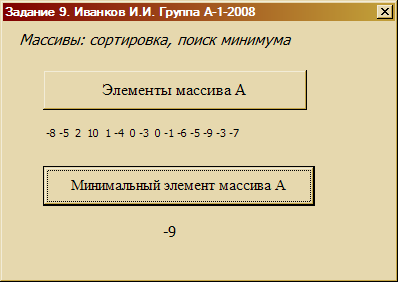 Задание 9. Иванков И.И. Группа А-1-2008
Массивы: сортировка, поиск минимума
Элементы массива А
-8 -5 2 10 1 -4 0 -3 0 -1 -6 -5 -9 -3 -7
Минимальный элемент массива А
-9